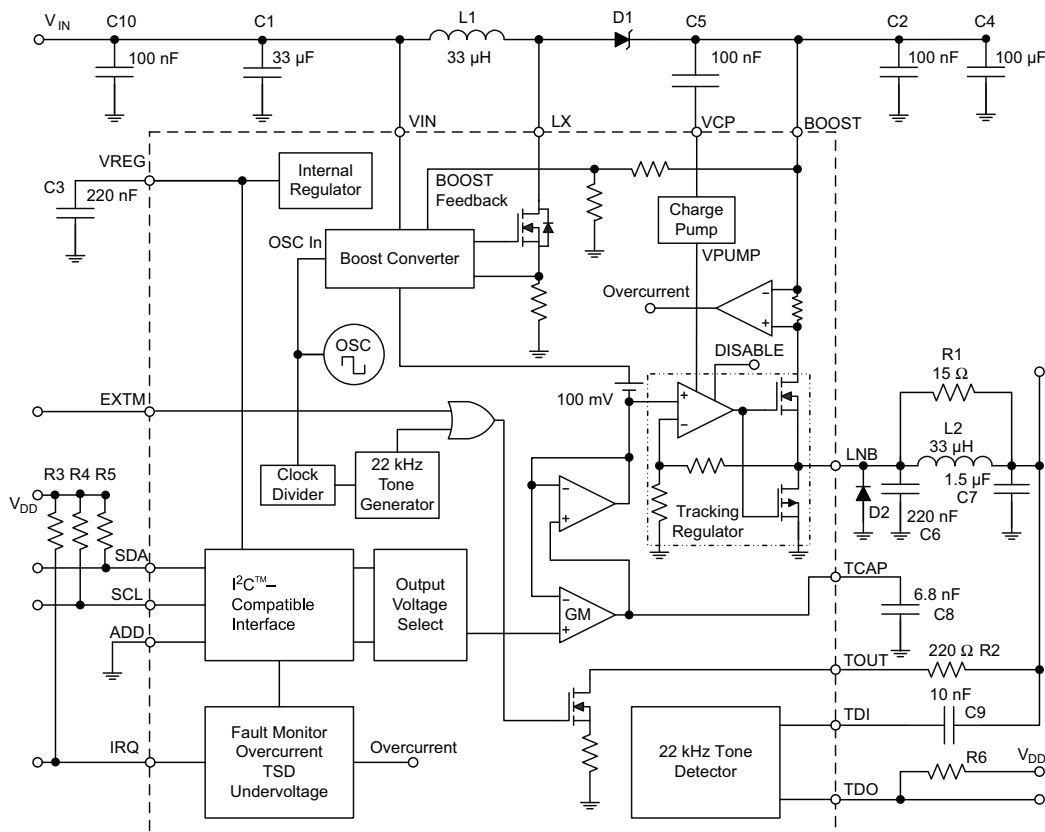 V IN
C10
100 nF
C1
33 µF
L1
33 µH
D1
C5
100 nF
C2
100 nF
C4
100 µF
VIN
LX
VCP
BOOST
VREG
C3
220 nF
Internal
Regulator
BOOST
Feedback
Charge
Pump
VPUMP
OSC In
Boost Converter
Overcurrent
−
+
OSC
DISABLE
R1
15 Ω
100 mV
+
−
EXTM
L2
33 µH
LNB
R3 R4 R5
VDD
Clock
Divider
22 kHz
Tone
Generator
−
+
Tracking
Regulator
D2
220 nF
C6
1.5 µF
C7
SDA
SCL
ADD
I²C™–
Compatible
Interface
Output
Voltage
Select
−
GM
+
TCAP
6.8 nF
C8
TOUT
220 Ω R2
10 nF
C9
TDI
IRQ
Fault Monitor
Overcurrent
TSD
Undervoltage
Overcurrent
22 kHz Tone
Detector
R6
VDD
TDO